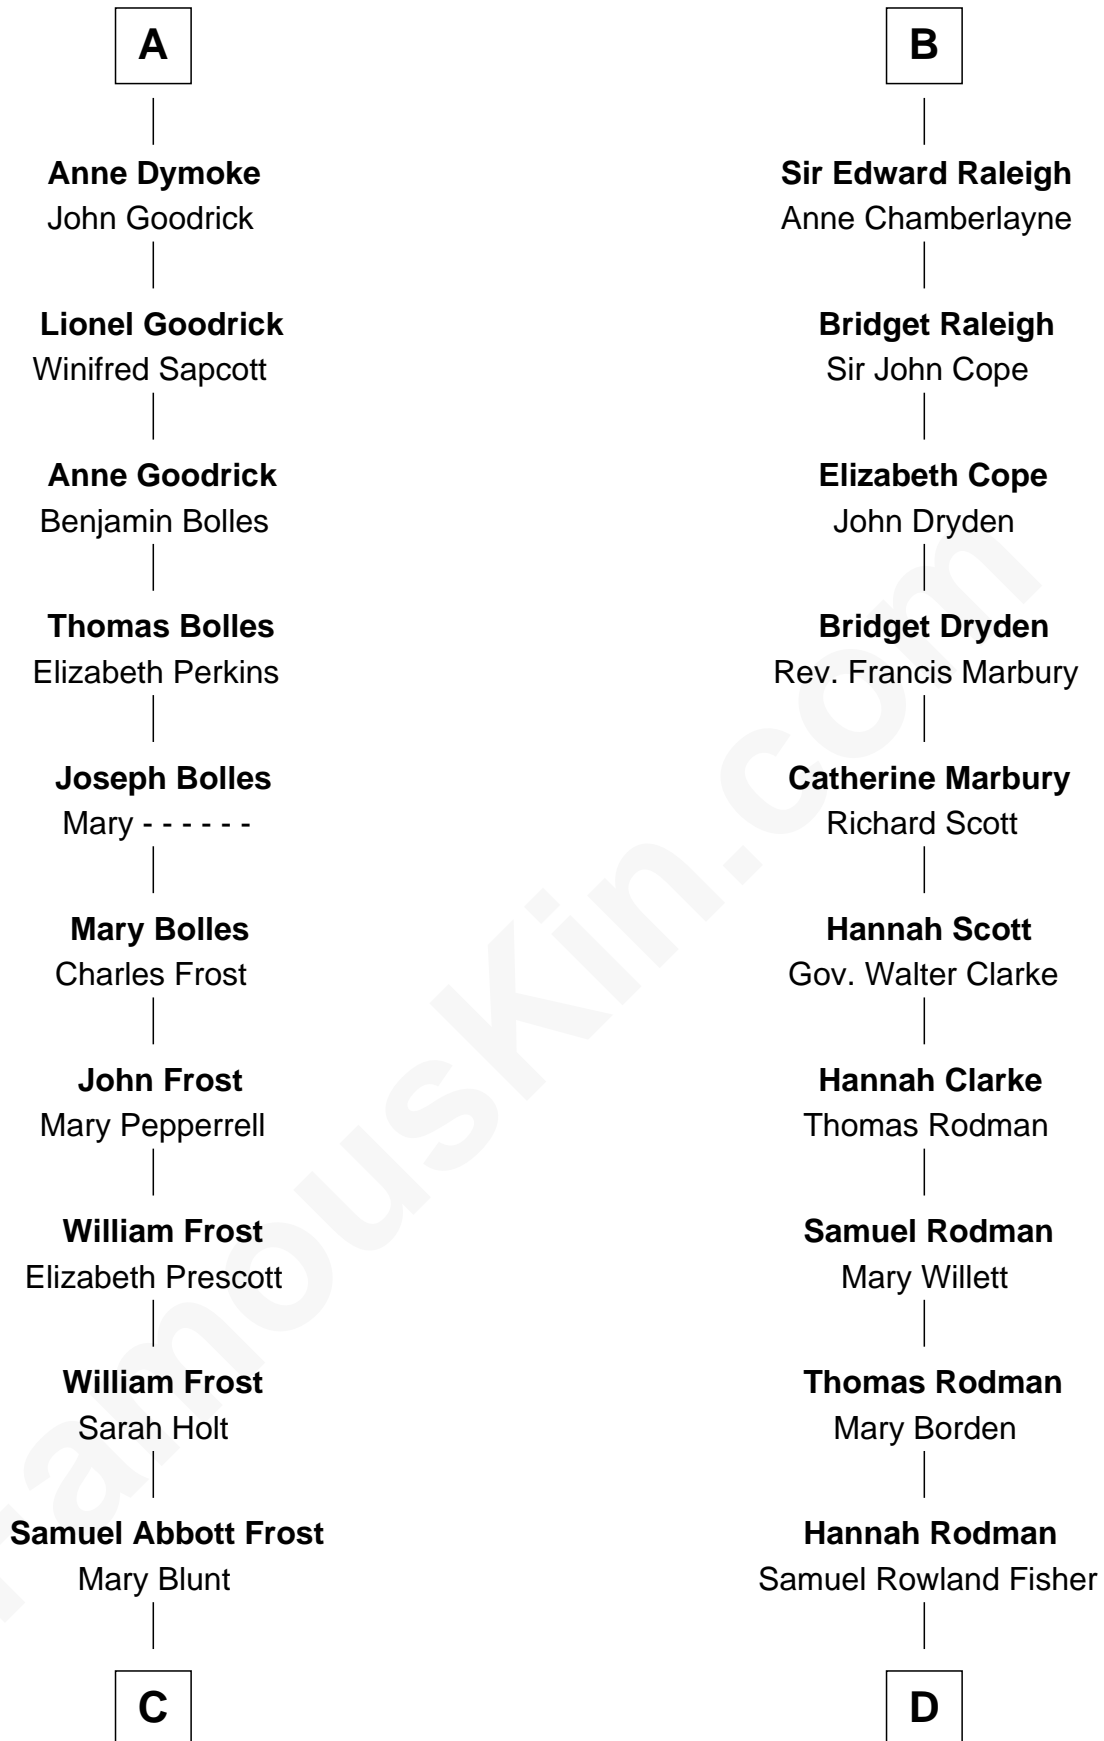 A
Anne Dymoke
John Goodrick
Lionel Goodrick
Winifred Sapcott
Anne Goodrick
Benjamin Bolles
Thomas Bolles
Elizabeth Perkins
Joseph Bolles
Mary - - - - - -
Mary Bolles
Charles Frost
John Frost
Mary Pepperrell
William Frost
Elizabeth Prescott
William Frost
Sarah Holt
Samuel Abbott Frost
Mary Blunt
C
B
Sir Edward Raleigh
Anne Chamberlayne
Bridget Raleigh
Sir John Cope
Elizabeth Cope
John Dryden
Bridget Dryden
Rev. Francis Marbury
Catherine Marbury
Richard Scott
Hannah Scott
Gov. Walter Clarke
Hannah Clarke
Thomas Rodman
Samuel Rodman
Mary Willett
Thomas Rodman
Mary Borden
Hannah Rodman
Samuel Rowland Fisher
D
FamousKin.com